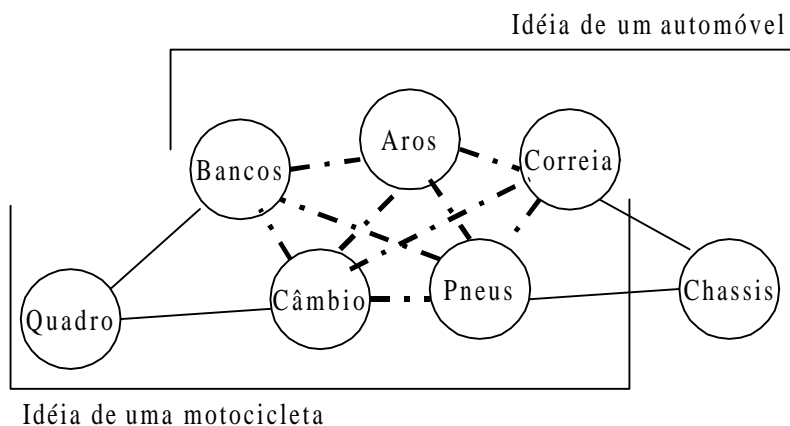 Idéia de um automóvel
Aros
Bancos
Correia
Quadro
Câmbio
Pneus
Chassis
Idéia de uma motocicleta